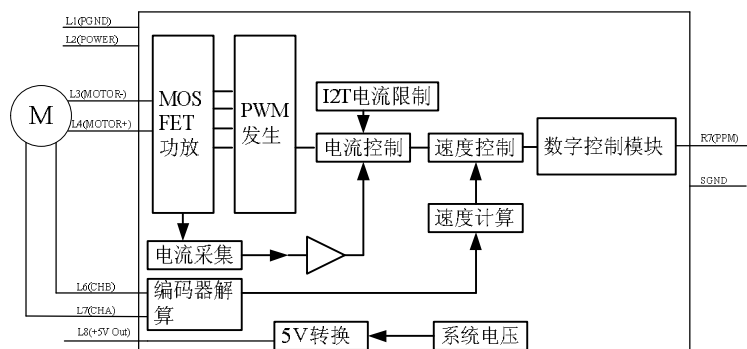 L1(PGND)
L2(POWER)
L3(MOTOR-)
L4(MOTOR+)
M
MOS
FET
功放
PWM
发生
I2T电流限制
电流控制
速度控制
数字控制模块
R7(PPM)
SGND
速度计算
电流采集
L6(CHB)
L7(CHA)
编码器解
算
L8(+5V Out)
5V转换
系统电压